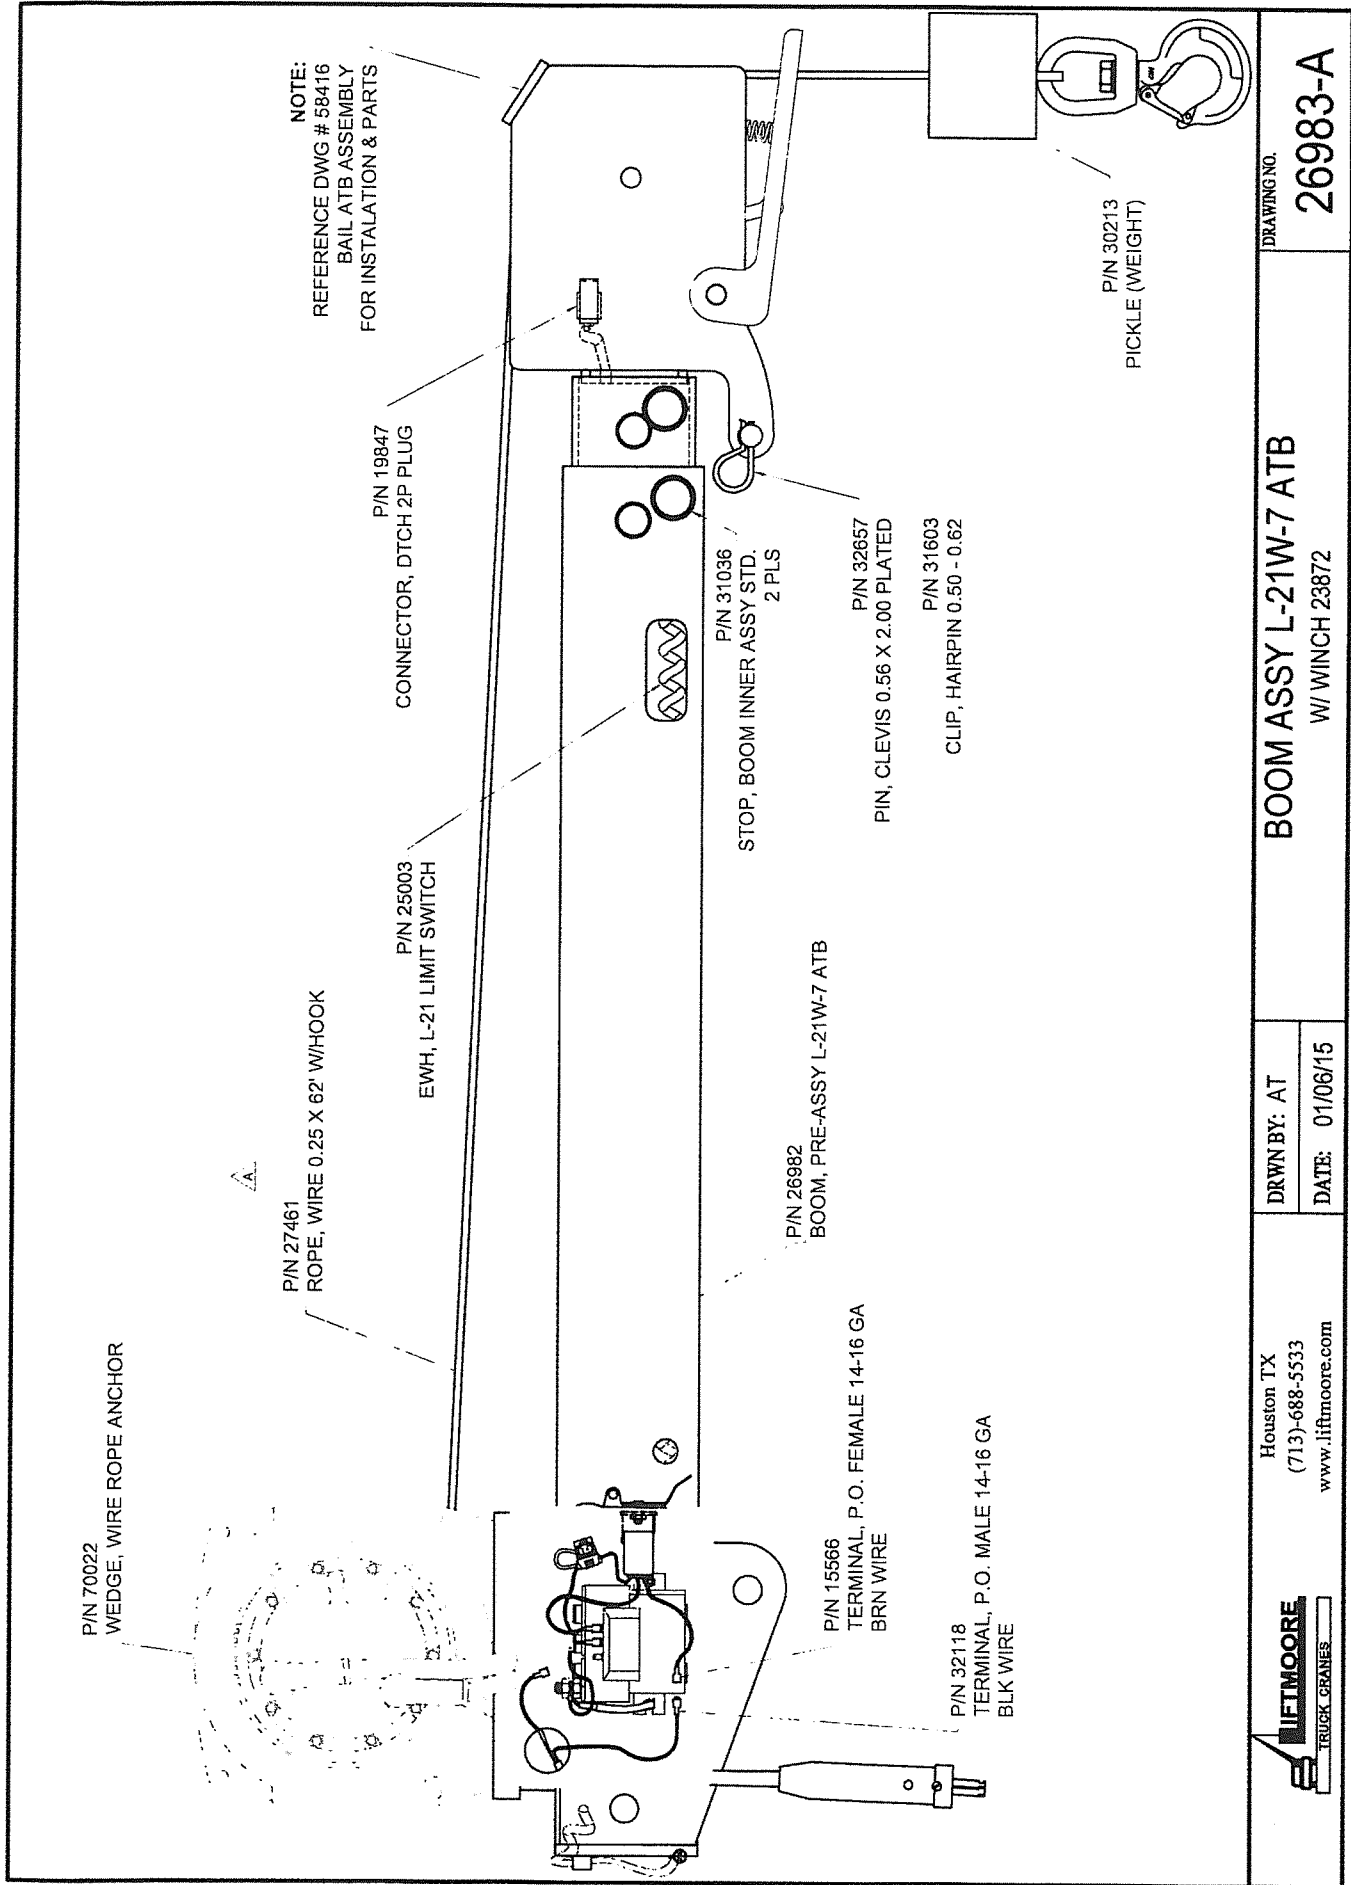 NOTE:
REFERENCE DWG # 58416
BAIL ATB ASSEMBLY
FOR INSTALATION & PARTS
P/N 19847
CONNECTOR, DTCH 2P PLUG
P/N 25003
EWH, L-21 LIMIT SWITCH
A
P/N 27461
ROPE, WIRE 0.25 X 62' W/HOOK
P/N 70022
WEDGE, WIRE ROPE ANCHOR
P/N 30213
PICKLE (WEIGHT)
P/N 31036
STOP, BOOM INNER ASSY STD.
2 PLS
P/N 32657
PIN, CLEVIS 0.56 X 2.00 PLATED
P/N 31603
CLIP, HAIRPIN 0.50 - 0.62
P/N 26982
BOOM, PRE-ASSY L-21W-7 ATB
P/N 15566
TERMINAL, P.O. FEMALE 14-16 GA
BRN WIRE
P/N 32118
TERMINAL, P.O. MALE 14-16 GA
BLK WIRE
LIFTMOORE
TRUCK CRANES
Houston TX
(713)-688-5533
www.liftmoore.com
DRWN BY: AT
DATE: 01/06/15
BOOM ASSY L-21W-7 ATB
W/ WINCH 23872
DRAWING NO.
26983-A